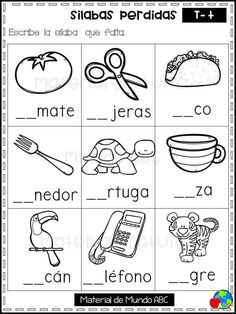 Silabas perdidas
T-t
Escribe la sílaba que falta.
__mate
__jeras
__co
__nedor
__rtuga
__za
__cán
__léfono
__gre
Material de Mundo ABC